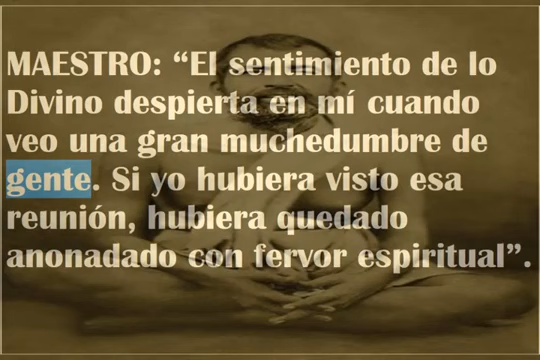 MAESTRO: “El sentimiento de lo
Divino despierta en mí cuando
veo una gran muchedumbre de
gente. Si yo hubiera visto esa
reunión, hubiera quedado
anonadado con fervor espiritual”.